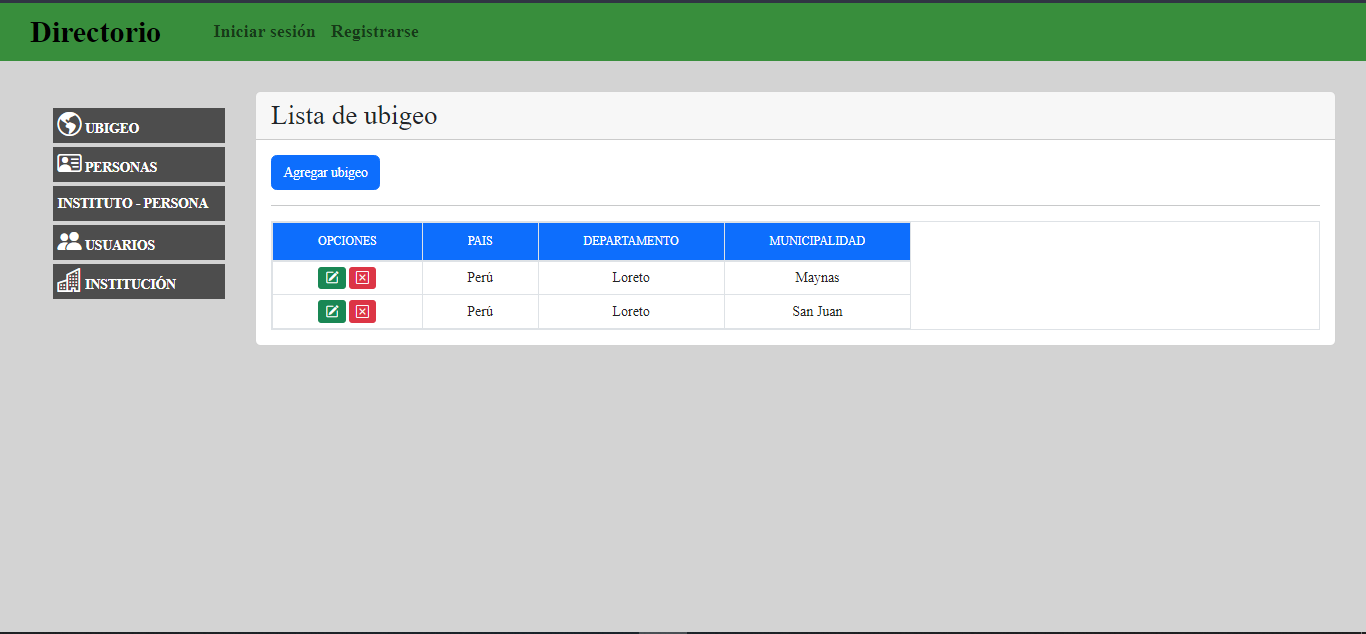 Directorio Iniciar sesión Registrarse
UBIGEO
PERSONAS
INSTITUTO - PERSONA
USUARIOS
INSTITUCIÓN
Lista de ubigeo
Agregar ubigeo
OPCIONES PAIS DEPARTAMENTO MUNICIPALIDAD
Perú Loreto Maynas
Perú Loreto San Juan